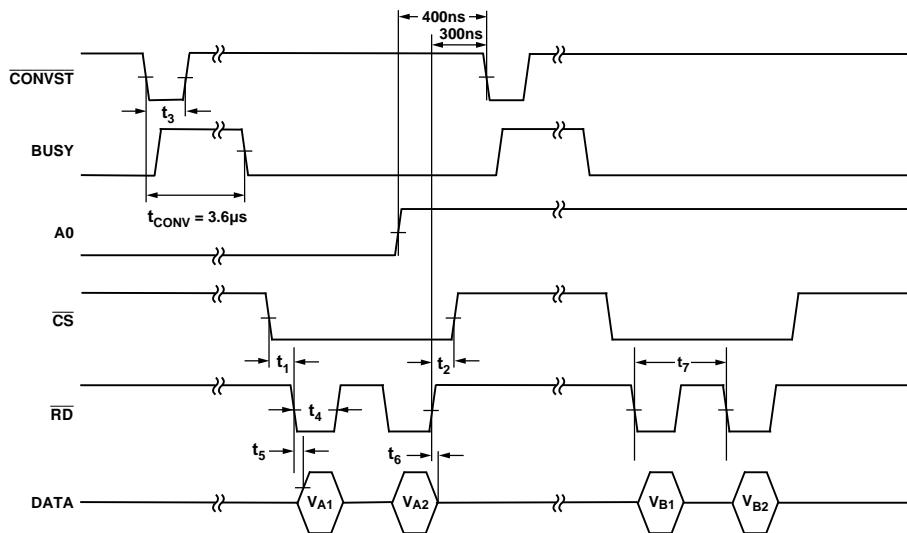 400ns
300ns
CONVST
t3
BUSY
tCONV = 3.6μs
A0
CS
t1
t2
t7
RD
t4
t5
t6
DATA
VA1
VA2
VB1
VB2